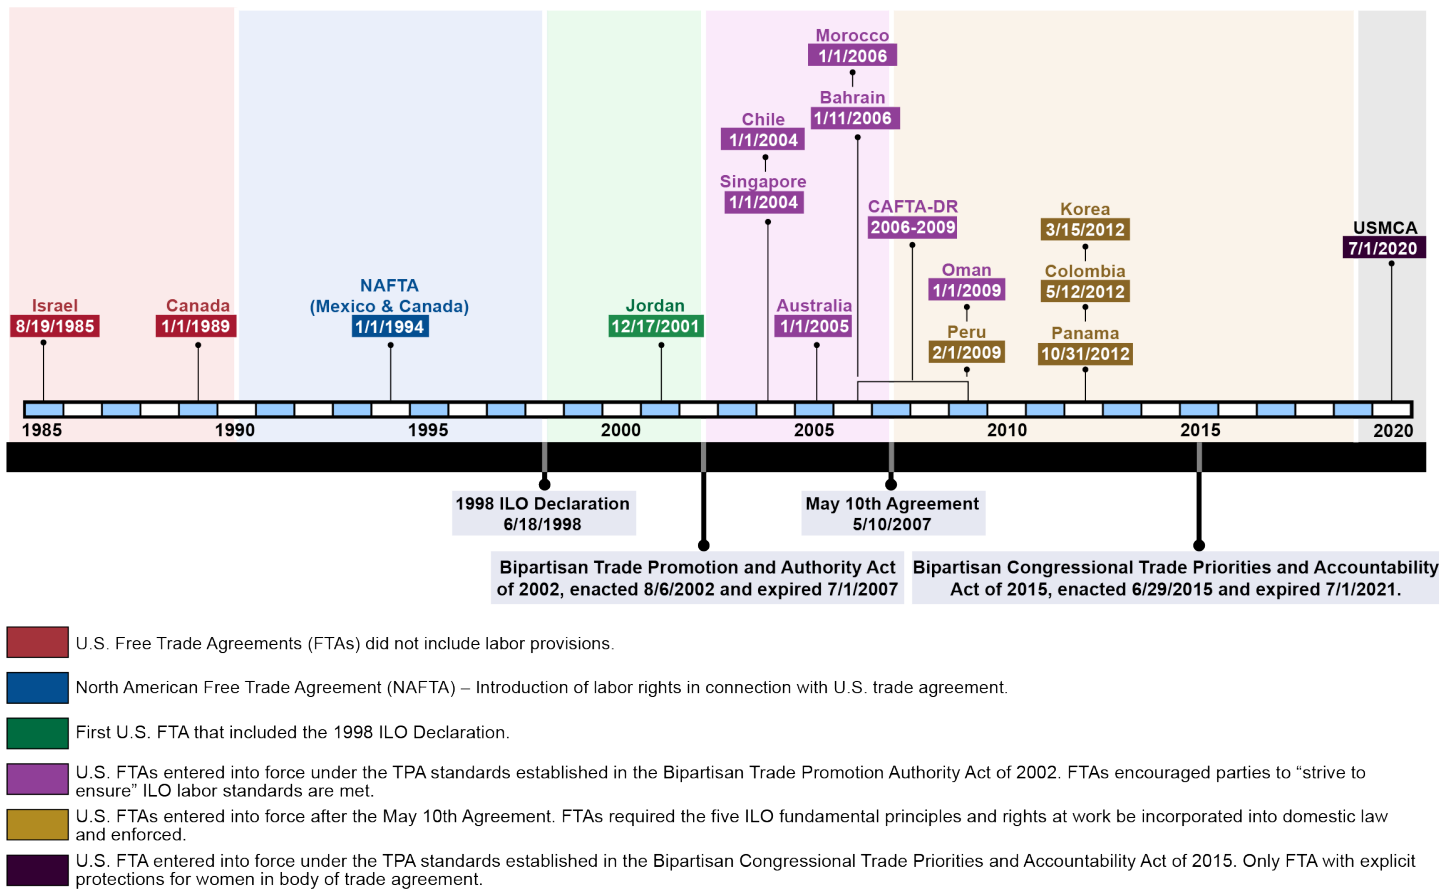 Morocco
1/1/2006
Bahrain
1/11/2006
Chile
1/1/2004
Singapore
1/1/2004
CAFTA-DR
2006-2009
Korea
3/15/2012
USMCA
7/1/2020
Oman
1/1/2009
Colombia
5/12/2012
NAFTA
(Mexico & Canada)
1/1/1994
Israel
8/19/1985
Canada
1/1/1989
Jordan
12/17/2001
Australia
1/1/2005
Peru
2/1/2009
Panama
10/31/2012
1985
1990
1995
2000
2005
2010
2015
2020
1998 ILO Declaration
6/18/1998
May 10th Agreement
5/10/2007
Bipartisan Trade Promotion and Authority Act
of 2002, enacted 8/6/2002 and expired 7/1/2007
Bipartisan Congressional Trade Priorities and Accountability
Act of 2015, enacted 6/29/2015 and expired 7/1/2021.
U.S. Free Trade Agreements (FTAs) did not include labor provisions.
North American Free Trade Agreement (NAFTA) – Introduction of labor rights in connection with U.S. trade agreement.
First U.S. FTA that included the 1998 ILO Declaration.
U.S. FTAs entered into force under the TPA standards established in the Bipartisan Trade Promotion Authority Act of 2002. FTAs encouraged parties to “strive to
ensure” ILO labor standards are met.
U.S. FTAs entered into force after the May 10th Agreement. FTAs required the five ILO fundamental principles and rights at work be incorporated into domestic law
and enforced.
U.S. FTA entered into force under the TPA standards established in the Bipartisan Congressional Trade Priorities and Accountability Act of 2015. Only FTA with explicit
protections for women in body of trade agreement.